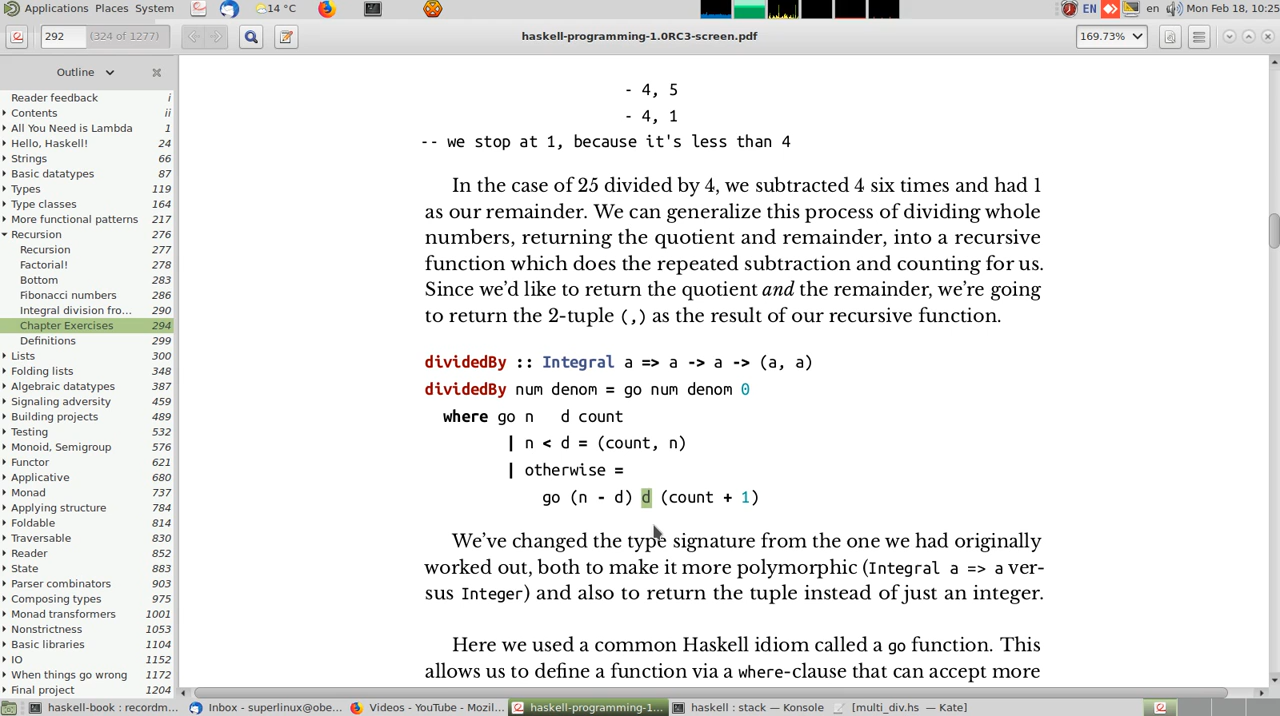 Applications Places System 14 °C EN en Mon Feb 18, 10:25
292 (324 of 1277) haskell-programming-1.0RC3-screen.pdf 169.73%
Outline
Reader feedback i
Contents ii
All You Need is Lambda 1
Hello, Haskell! 24
Strings 66
Basic datatypes 87
Types 119
Type classes 164
More functional patterns 217
Recursion 276
Recursion 277
Factorial! 278
Bottom 283
Fibonacci numbers 286
Integral division fro... 290
Chapter Exercises 294
Definitions 299
Lists 300
Folding lists 348
Algebraic datatypes 387
Signaling adversity 459
Building projects 489
Testing 532
Monoid, Semigroup 576
Functor 621
Applicative 680
Monad 737
Applying structure 784
Foldable 809
Traversable 830
Reader 853
State 883
Parser combinators 933
Composing types 975
Monad transformers 1001
Nonstrictness 1053
Basic libraries 1104
IO 1152
When things go wrong 1172
Final project 1204
- 4, 5
- 4, 1
-- we stop at 1, because it's less than 4
In the case of 25 divided by 4, we subtracted 4 six times and had 1
as our remainder. We can generalize this process of dividing whole
numbers, returning the quotient and remainder, into a recursive
function which does the repeated subtraction and counting for us.
Since we’d like to return the quotient and the remainder, we’re going
to return the 2-tuple (,) as the result of our recursive function.
dividedBy :: Integral a => a -> a -> (a, a)
dividedBy num denom = go num denom 0
where go n d count
| n < d = (count, n)
| otherwise =
go (n - d) d (count + 1)
We’ve changed the type signature from the one we had originally
worked out, both to make it more polymorphic (Integral a => a ver-
sus Integer) and also to return the tuple instead of just an integer.
Here we used a common Haskell idiom called a go function. This
allows us to define a function via a where-clause that can accept more
haskell-book : recordm... Inbox - superlinux@obe... Videos - YouTube - Mozil... haskell-programming-1.... haskell : stack — Konsole [multi_div.hs — Kate]